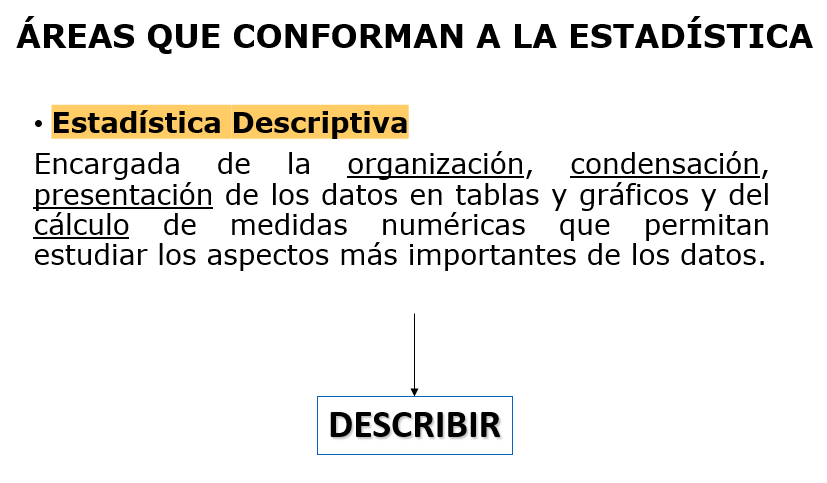 ÁREAS QUE CONFORMAN A LA ESTADÍSTICA
• Estadística Descriptiva
Encargada de la organización, condensación,
presentación de los datos en tablas y gráficos y del
cálculo de medidas numéricas que permitan
estudiar los aspectos más importantes de los datos.
DESCRIBIR